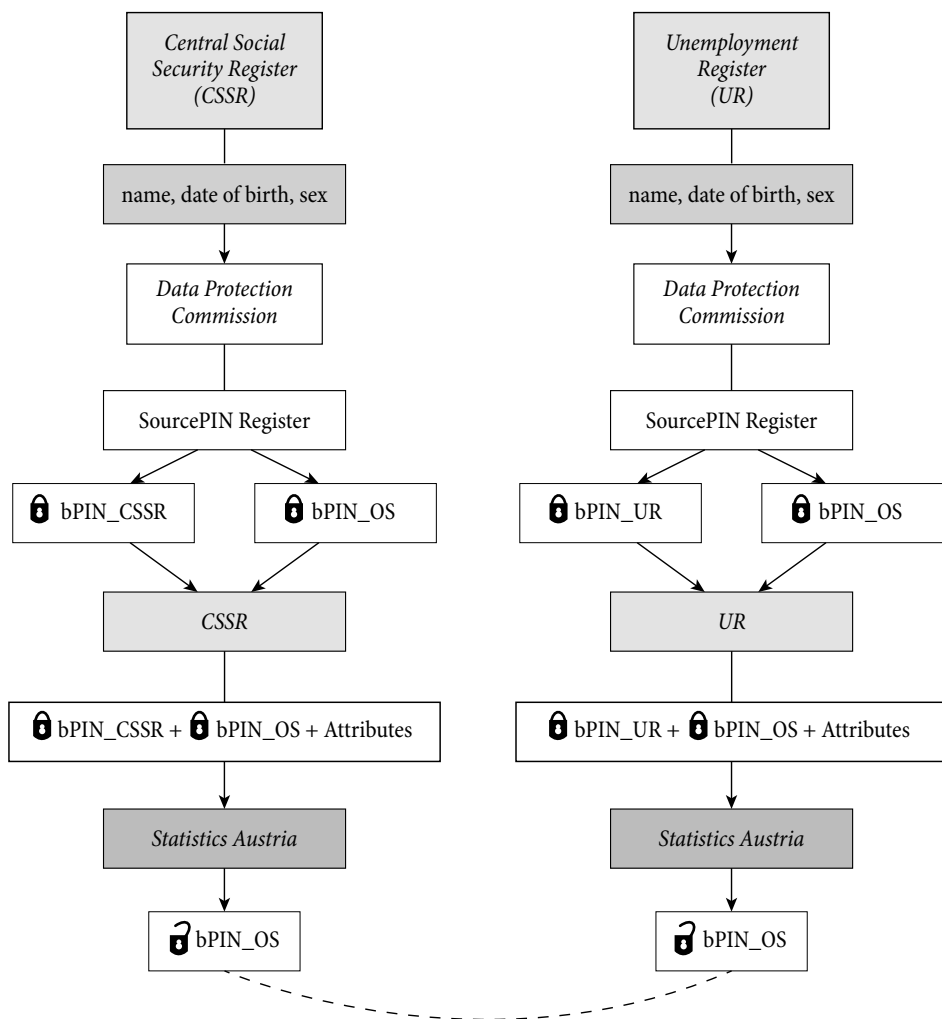 Central Social
Security Register
(CSSR)
name, date of birth, sex
Data Protection
Commission
SourcePIN Register
bPIN_CSSR
bPIN_OS
CSSR
bPIN_CSSR + bPIN_OS + Attributes
Statistics Austria
bPIN_OS
Unemployment
Register
(UR)
name, date of birth, sex
Data Protection
Commission
SourcePIN Register
bPIN_UR
bPIN_OS
UR
bPIN_UR + bPIN_OS + Attributes
Statistics Austria
bPIN_OS